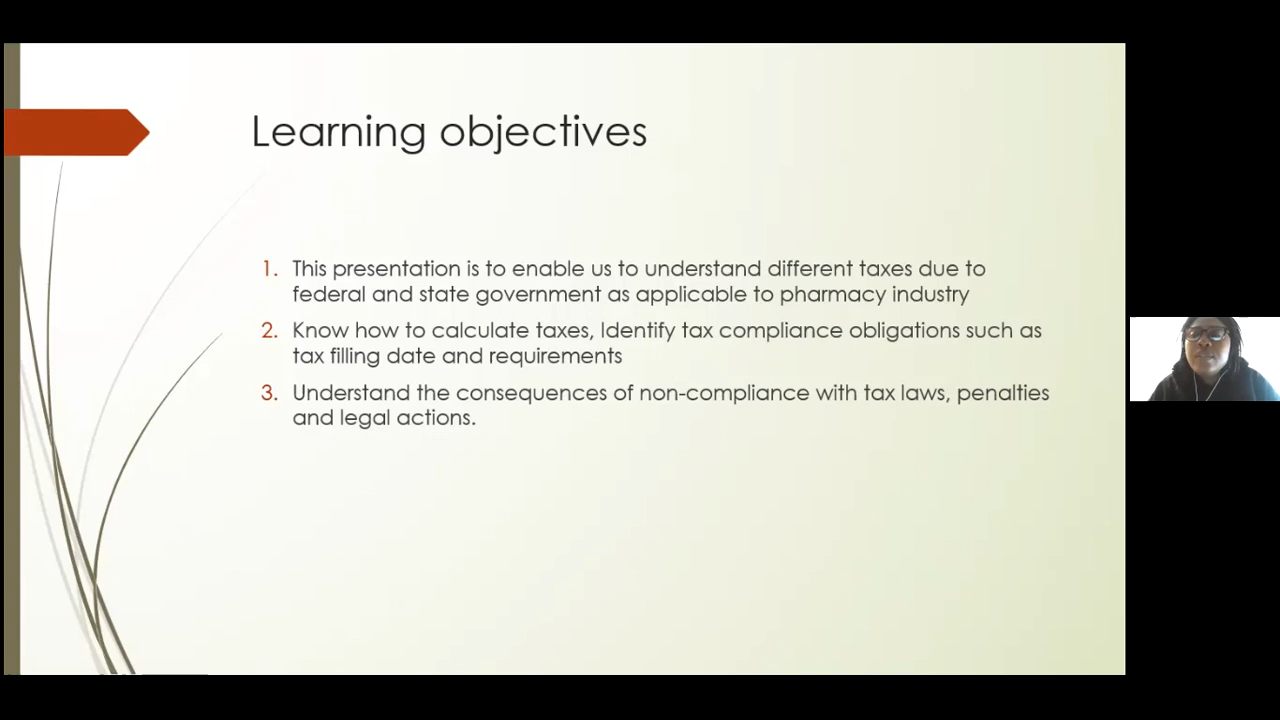 Learning objectives
1. This presentation is to enable us to understand different taxes due to
federal and state government as applicable to pharmacy industry
2. Know how to calculate taxes, Identify tax compliance obligations such as
tax filling date and requirements
3. Understand the consequences of non-compliance with tax laws, penalties
and legal actions.